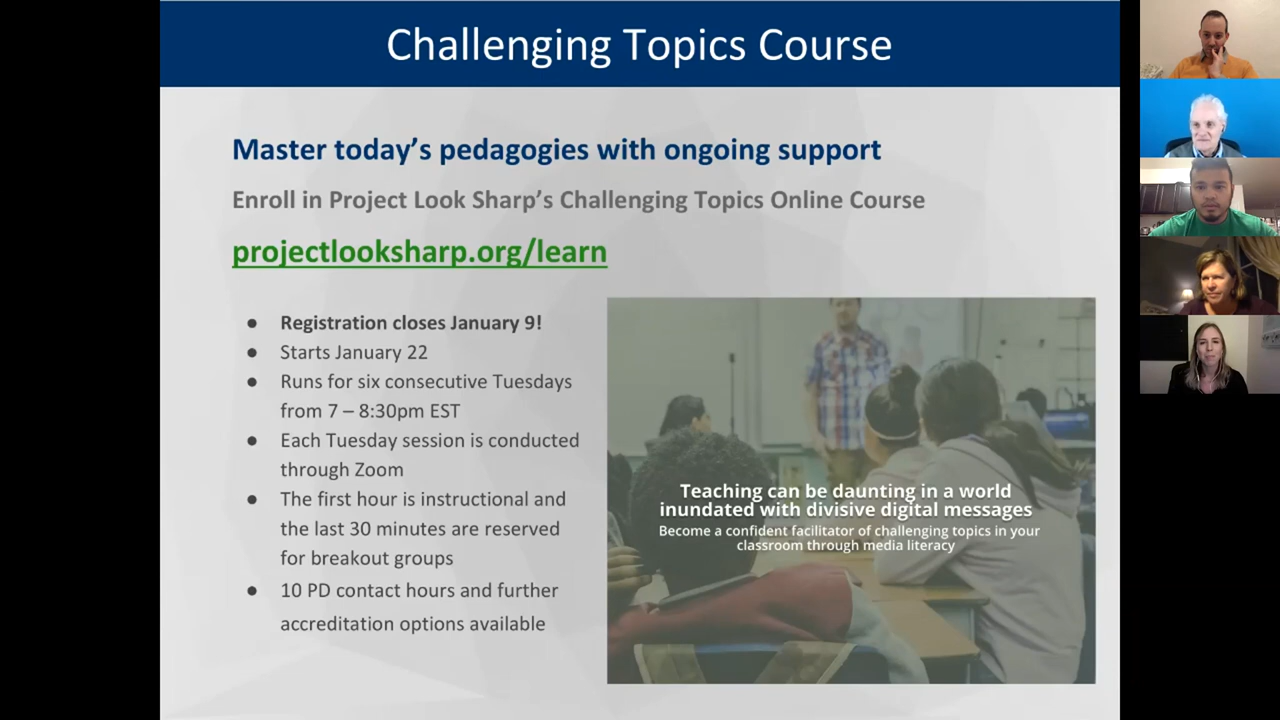 Challenging Topics Course
Master today's pedagogies with ongoing support
Enroll in Project Look Sharp's Challenging Topics Online Course
projectlooksharp.org/learn
● Registration closes January 9!
● Starts January 22
● Runs for six consecutive Tuesdays
from 7 – 8:30pm EST
● Each Tuesday session is conducted
through Zoom
● The first hour is instructional and
the last 30 minutes are reserved
for breakout groups
● 10 PD contact hours and further
accreditation options available
Teaching can be daunting in a world
inundated with divisive digital messages
Become a confident facilitator of challenging topics in your
classroom through media literacy